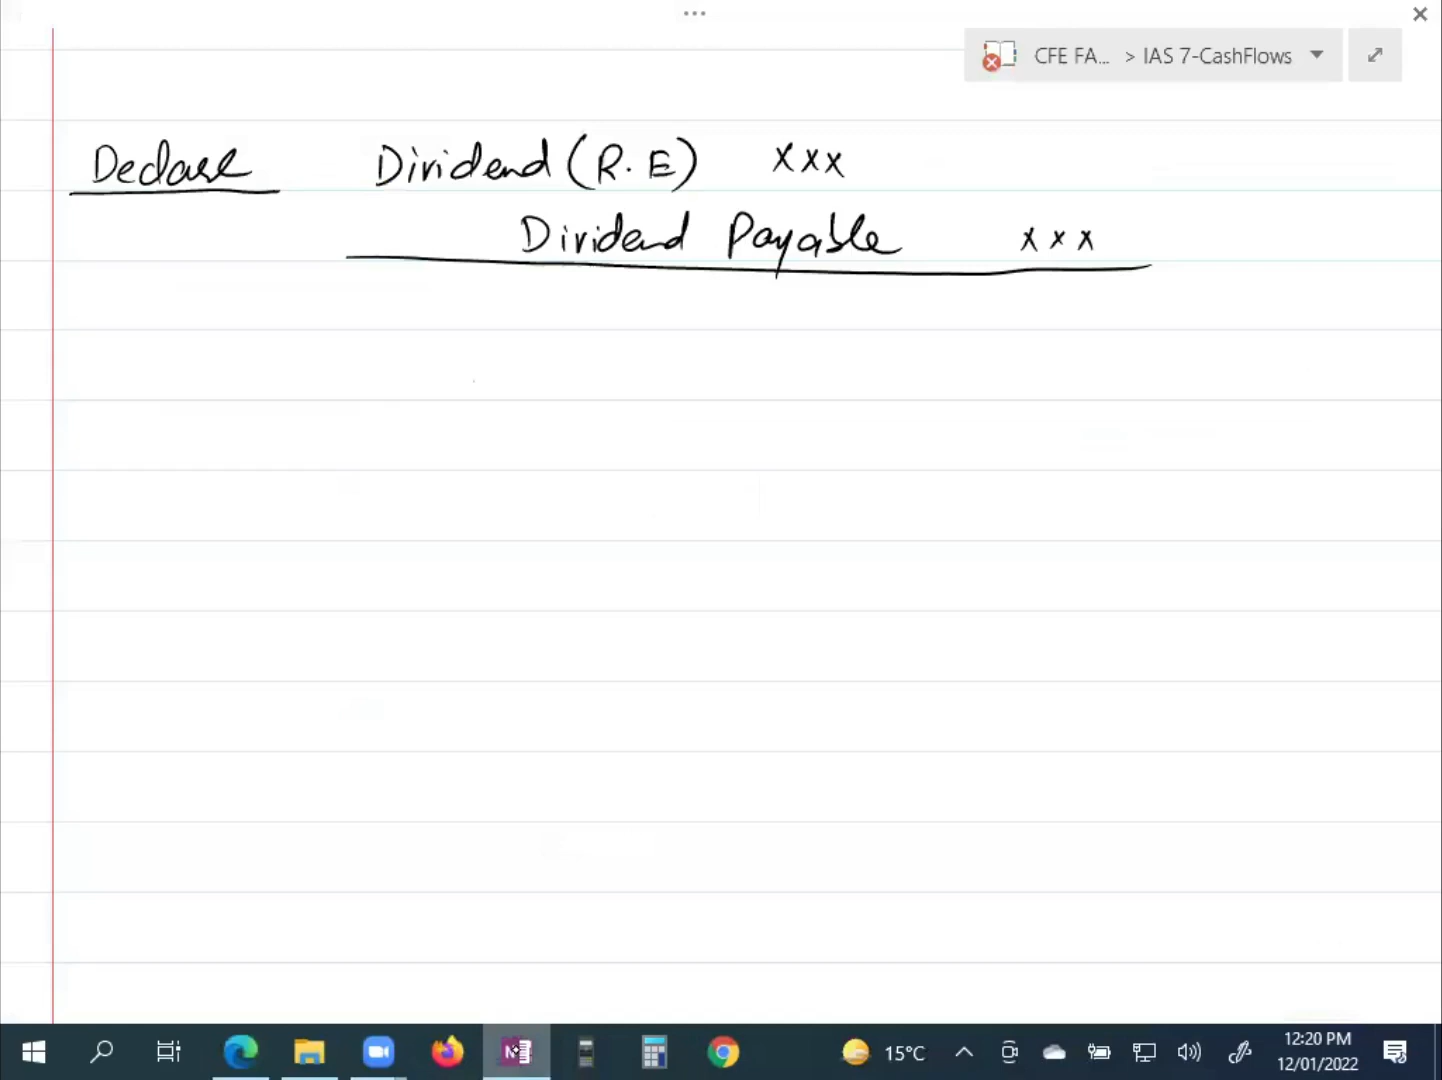 CFE FA... > IAS 7-CashFlows
Declare Dividend (R.E) xxx
Dividend Payable xxx
15°C
12:20 PM
12/01/2022